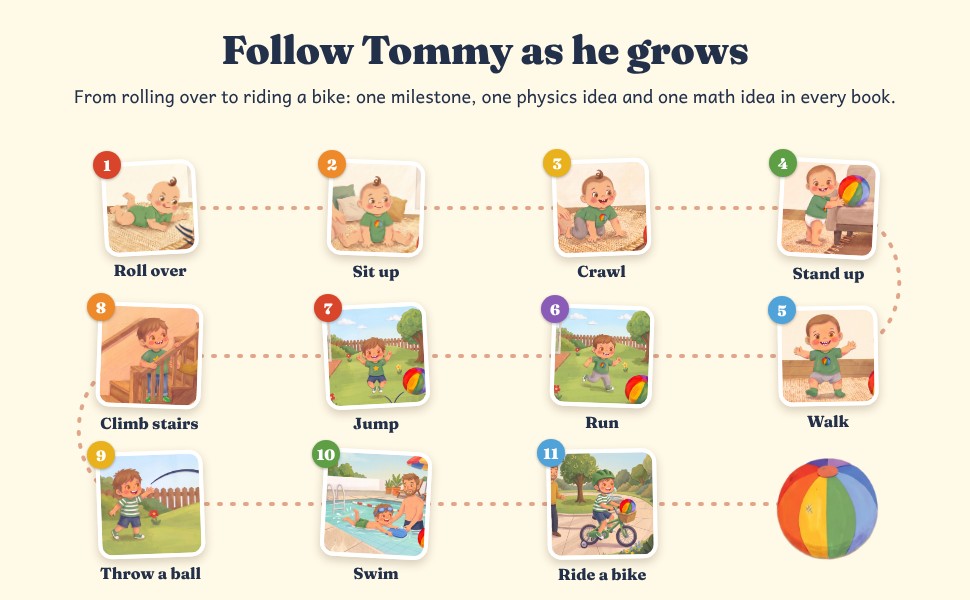 Follow Tommy as he grows
From rolling over to riding a bike: one milestone, one physics idea and one math idea in every book.
1
Roll over
2
Sit up
3
Crawl
4
Stand up
5
Walk
6
Run
7
Jump
8
Climb stairs
9
Throw a ball
10
Swim
11
Ride a bike